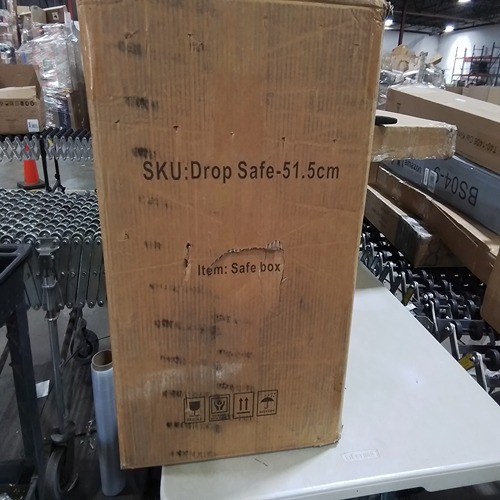 SKU:Drop Safe-51.5cm
Item: Safe box
BS04-